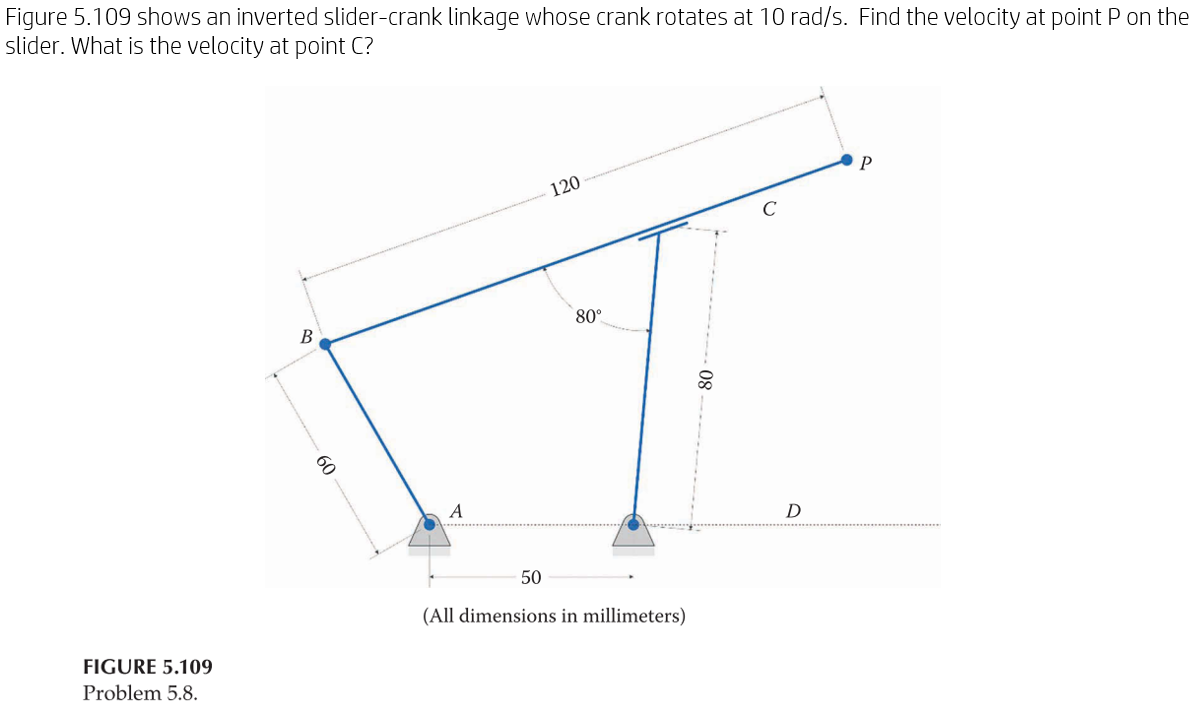 Figure 5.109 shows an inverted slider-crank linkage whose crank rotates at 10 rad/s.  Find the velocity at point P on the
slider. What is the velocity at point C?
120
P
C
80°
B
80
60
A
D
50
(All dimensions in millimeters)
FIGURE 5.109
Problem 5.8.